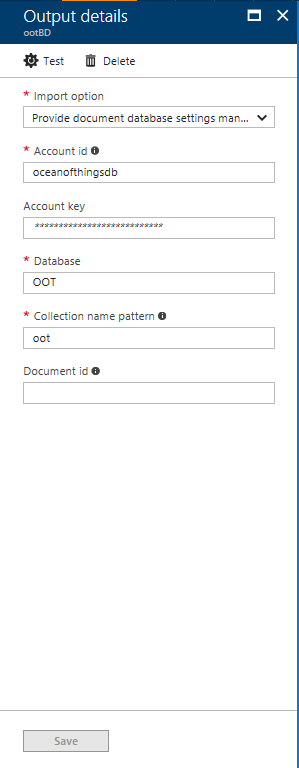 Output details
ootBD
Test Delete
* Import option
Provide document database settings man...
* Account id
oceanofthingsdb
Account key
***************************
* Database
OOT
* Collection name pattern
oot
Document id
Save